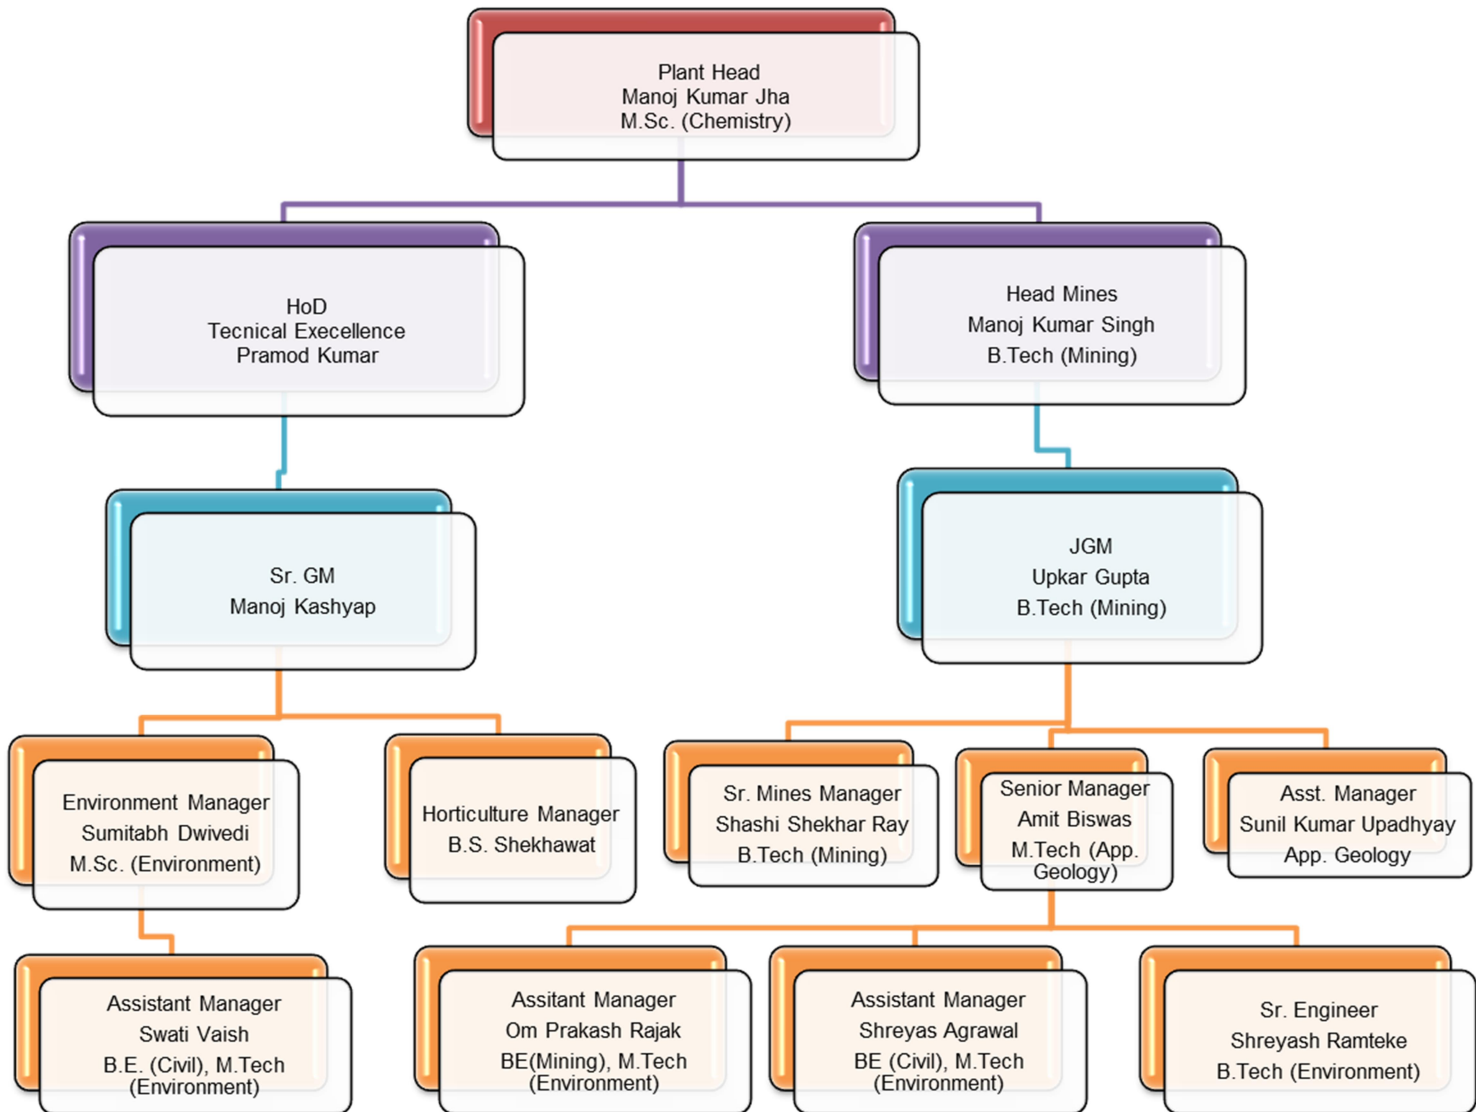 Plant Head
Manoj Kumar Jha
M.Sc. (Chemistry)
HoD
Tecnical Execellence
Pramod Kumar
Head Mines
Manoj Kumar Singh
B.Tech (Mining)
Sr. GM
Manoj Kashyap
JGM
Upkar Gupta
B.Tech (Mining)
Environment Manager
Sumitabh Dwivedi
M.Sc. (Environment)
Horticulture Manager
B.S. Shekhawat
Sr. Mines Manager
Shashi Shekhar Ray
B.Tech (Mining)
Senior Manager
Amit Biswas
M.Tech (App.
Geology)
Asst. Manager
Sunil Kumar Upadhyay
App. Geology
Assistant Manager
Swati Vaish
B.E. (Civil), M.Tech
(Environment)
Assitant Manager
Om Prakash Rajak
BE(Mining), M.Tech
(Environment)
Assistant Manager
Shreyas Agrawal
BE (Civil), M.Tech
(Environment)
Sr. Engineer
Shreyash Ramteke
B.Tech (Environment)